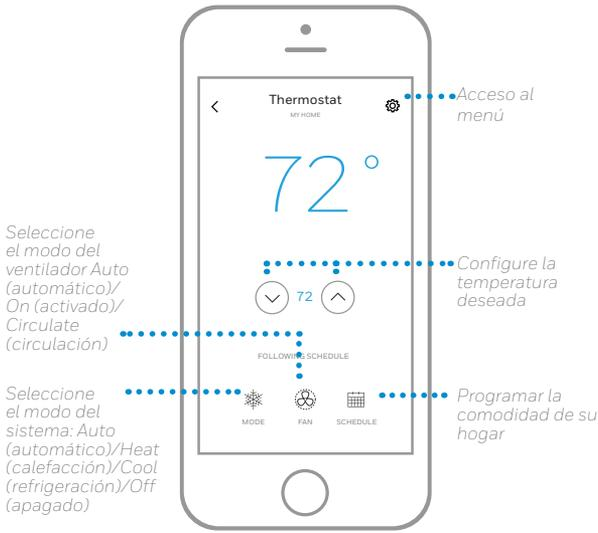 Thermostat
MY HOME
72°
72
FOLLOWING SCHEDULE
MODE
FAN
SCHEDULE
Acceso al
menú
Configure la
temperatura
deseada
Programar la
comodidad de su
hogar
Seleccione
el modo del
ventilador Auto
(automático)/
On (activado)/
Circulate
(circulación)
Seleccione
el modo del
sistema: Auto
(automático)/Heat
(calefacción)/Cool
(refrigeración)/Off
(apagado)